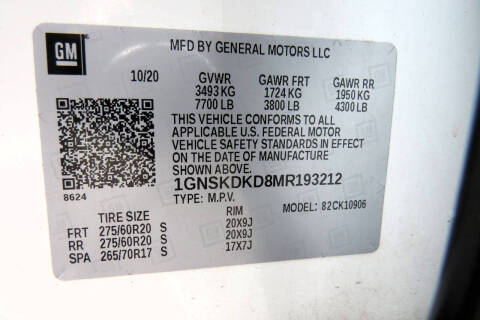 GM
MFD BY GENERAL MOTORS LLC
10/20 GVWR GAWR FRT GAWR RR
3493 KG 1724 KG 1950 KG
7700 LB 3800 LB 4300 LB
THIS VEHICLE CONFORMS TO ALL
APPLICABLE U.S. FEDERAL MOTOR
VEHICLE SAFETY STANDARDS IN EFFECT
ON THE DATE OF MANUFACTURE
SHOWN ABOVE.
8624
1GNSKDKD8MR193212
TYPE: M.P.V. MODEL: 82CK10906
TIRE SIZE RIM
FRT 275/60R20 S 20X9J
RR 275/60R20 S 20X9J
SPA 265/70R17 S 17X7J